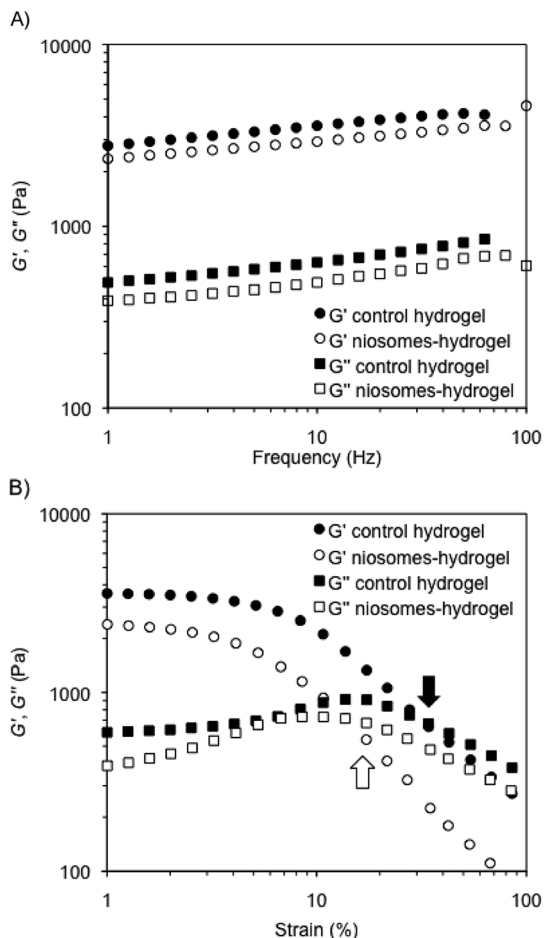 A)
10000
1000
100
G', G'' (Pa)
● G' control hydrogel
○ G' niosomes-hydrogel
■ G'' control hydrogel
□ G'' niosomes-hydrogel
1
10
100
Frequency (Hz)
B)
10000
1000
100
G', G'' (Pa)
● G' control hydrogel
○ G' niosomes-hydrogel
■ G'' control hydrogel
□ G'' niosomes-hydrogel
1
10
100
Strain (%)